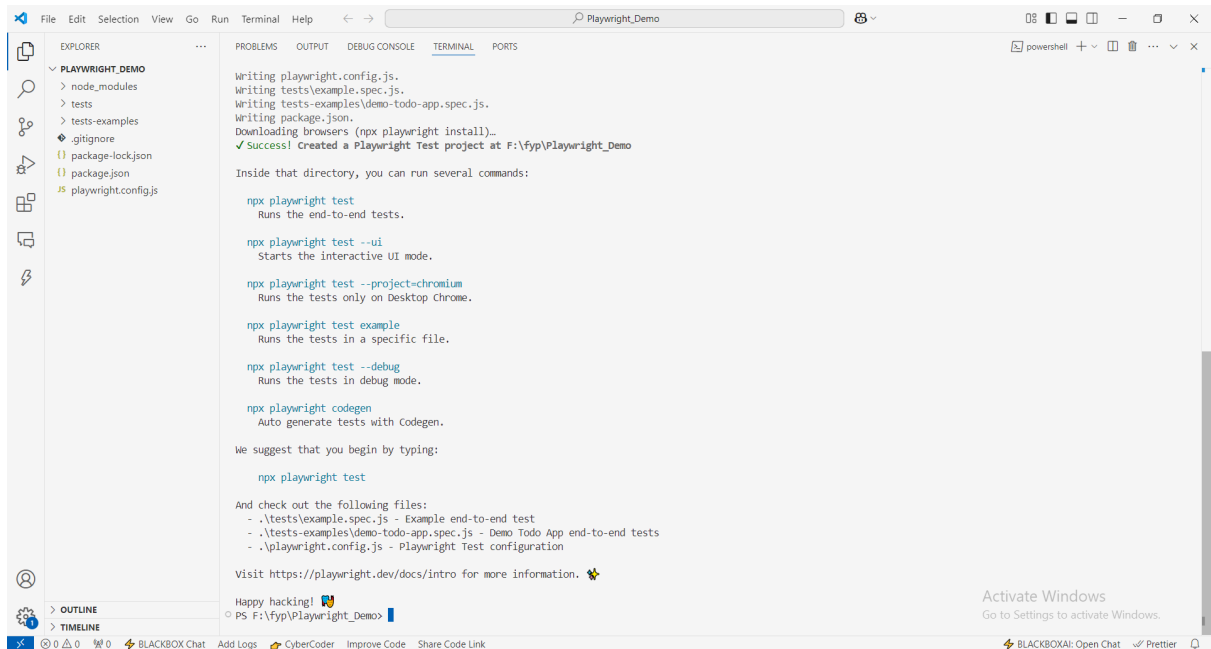 File Edit Selection View Go Run Terminal Help
Playwright_Demo
EXPLORER
PLAYWRIGHT_DEMO
node_modules
tests
tests-examples
.gitignore
{} package-lock.json
{} package.json
JS playwright.config.js
OUTLINE
TIMELINE
PROBLEMS OUTPUT DEBUG CONSOLE TERMINAL PORTS
powershell
Writing playwright.config.js.
Writing tests\example.spec.js.
Writing tests-examples\demo-todo-app.spec.js.
Writing package.json.
Downloading browsers (npx playwright install)…
✓ Success! Created a Playwright Test project at F:\fyp\Playwright_Demo
Inside that directory, you can run several commands:
npx playwright test
Runs the end-to-end tests.
npx playwright test --ui
Starts the interactive UI mode.
npx playwright test --project=chromium
Runs the tests only on Desktop Chrome.
npx playwright test example
Runs the tests in a specific file.
npx playwright test --debug
Runs the tests in debug mode.
npx playwright codegen
Auto generate tests with Codegen.
We suggest that you begin by typing:
npx playwright test
And check out the following files:
- .\tests\example.spec.js - Example end-to-end test
- .\tests-examples\demo-todo-app.spec.js - Demo Todo App end-to-end tests
- .\playwright.config.js - Playwright Test configuration
Visit https://playwright.dev/docs/intro for more information. ✨
Happy hacking! 🎭
PS F:\fyp\Playwright_Demo>
Activate Windows
Go to Settings to activate Windows.
1
0 0 0 BLACKBOX Chat Add Logs CyberCoder Improve Code Share Code Link
BLACKBOXAI: Open Chat Prettier